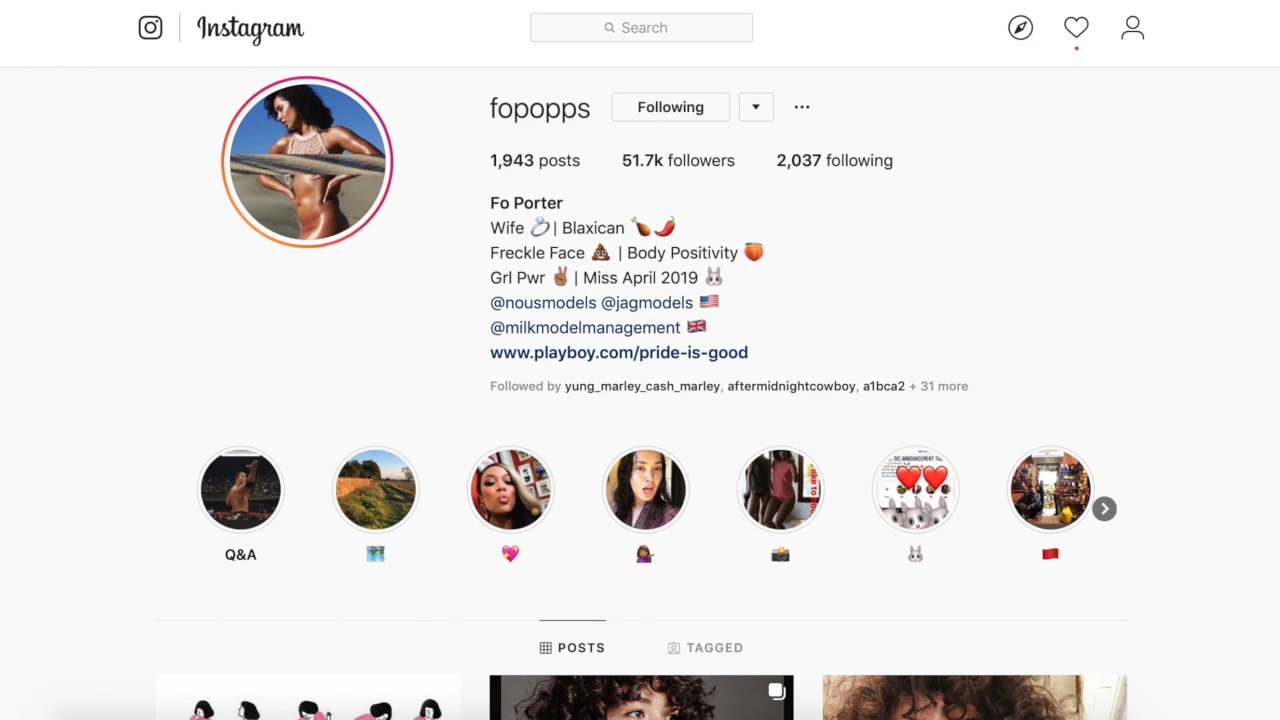 Instagram
Search
fopopps
Following
1,943 posts 51.7k followers 2,037 following
Fo Porter
Wife 💍| Blaxican 🍗🌶️
Freckle Face 💩 | Body Positivity 🍑
Grl Pwr ✌🏽 | Miss April 2019 🐰
@nousmodels @jagmodels 🇺🇸
@milkmodelmanagement 🇬🇧
www.playboy.com/pride-is-good
Followed by yung_marley_cash_marley, aftermidnightcowboy, a1bca2 + 31 more
Q&A
POSTS
TAGGED